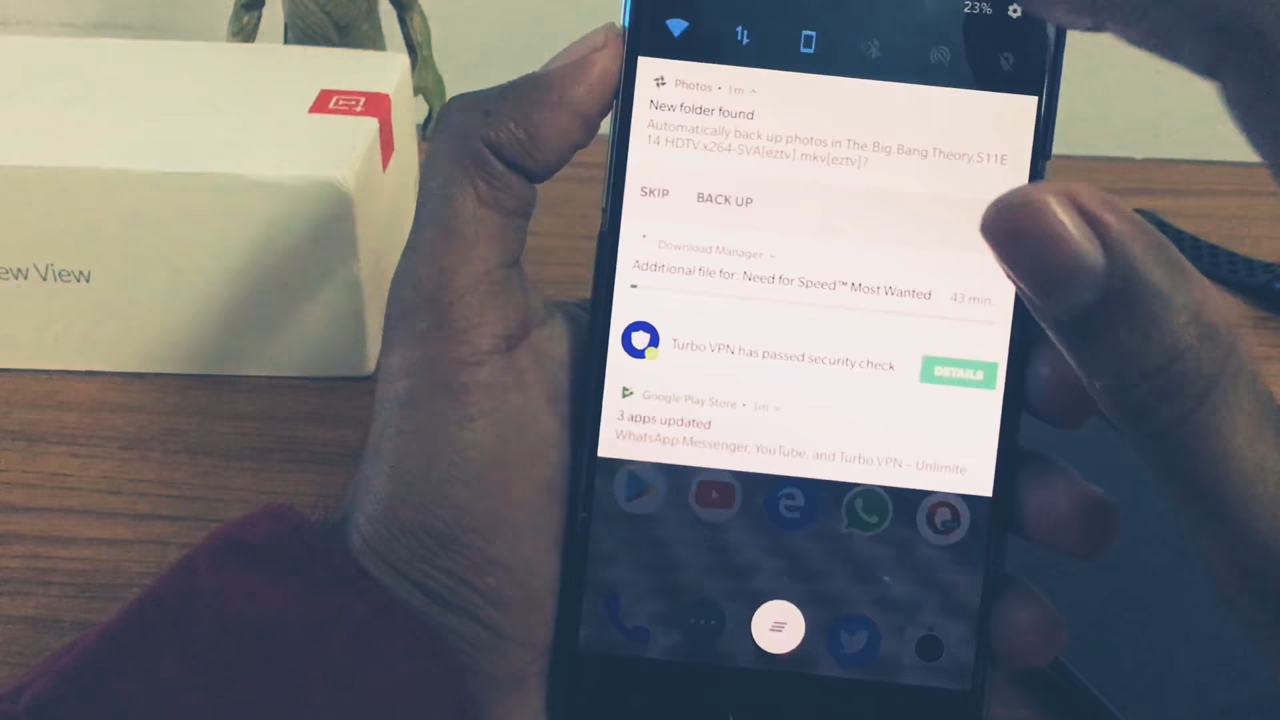 23%
Photos • 1m
New folder found
Automatically back up photos in The.Big.Bang.Theory.S11E
14.HDTV.x264-SVA[eztv].mkv[eztv]?
SKIP BACK UP
Download Manager
Additional file for: Need for Speed™ Most Wanted 43 min.
Turbo VPN has passed security check DETAILS
Google Play Store • 1m
3 apps updated
WhatsApp Messenger, YouTube, and Turbo VPN – Unlimite
ew View